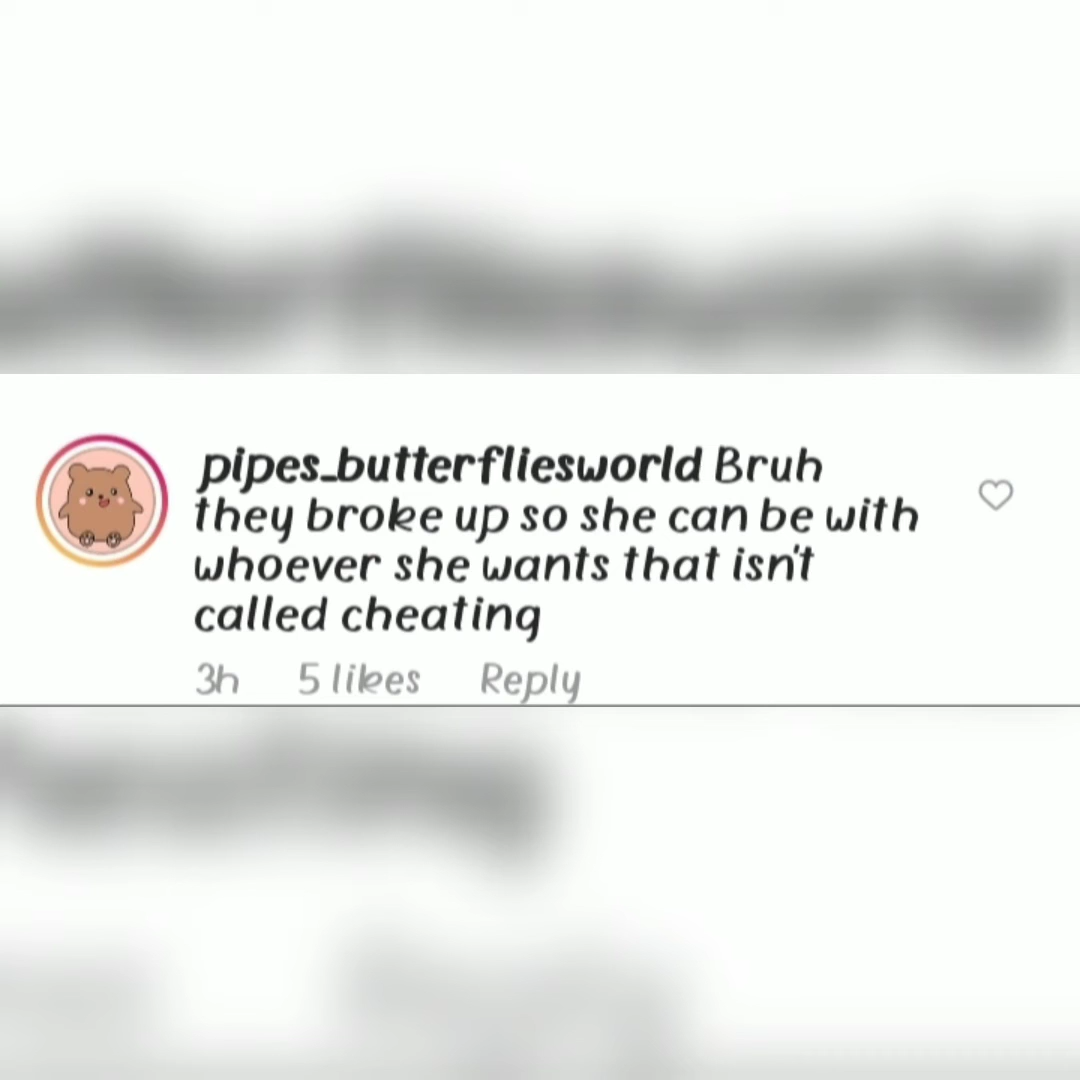 pipes_butterfliesworld Bruh
they broke up so she can be with
whoever she wants that isn't
called cheating
3h 5 likes Reply